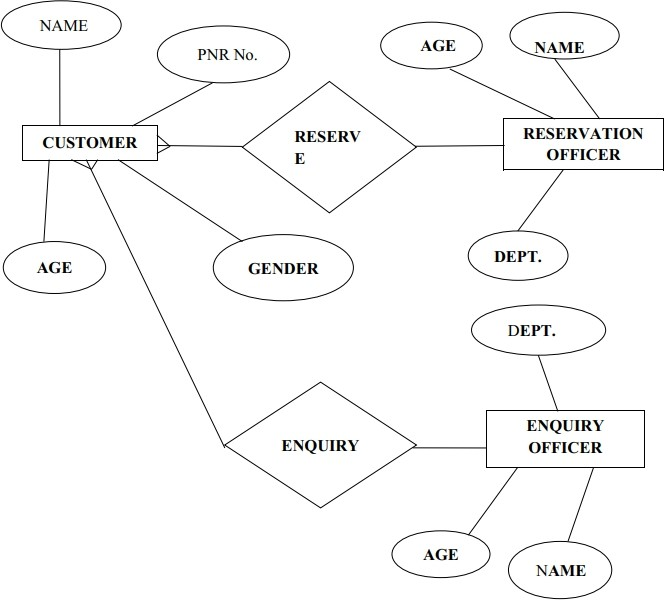 NAME
PNR No.
AGE
NAME
CUSTOMER
RESERV
E
RESERVATION
OFFICER
AGE
GENDER
DEPT.
DEPT.
ENQUIRY
ENQUIRY
OFFICER
AGE
NAME